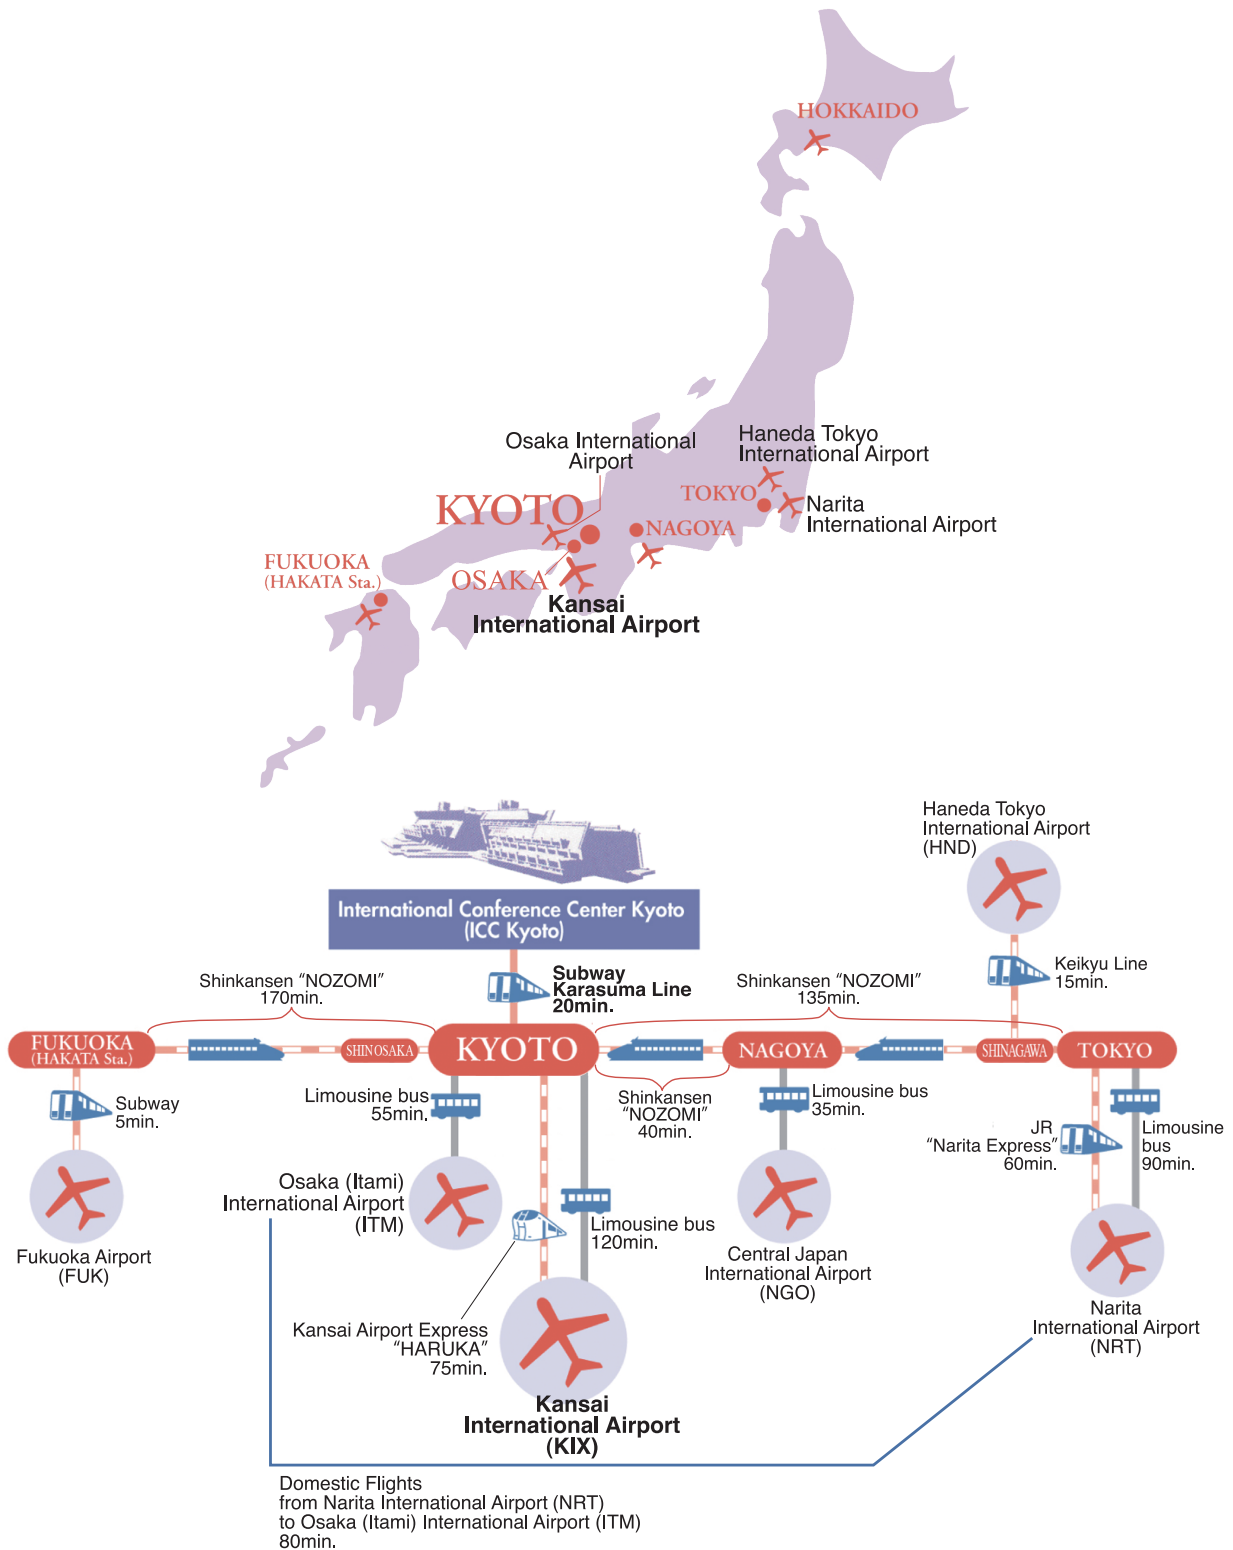 HOKKAIDO
Osaka International
Airport
Haneda Tokyo
International Airport
KYOTO
TOKYO
Narita
International Airport
NAGOYA
FUKUOKA
(HAKATA Sta.)
OSAKA
Kansai
International Airport
Haneda Tokyo
International Airport
(HND)
International Conference Center Kyoto
(ICC Kyoto)
Subway
Karasuma Line
20min.
Keikyu Line
15min.
Shinkansen “NOZOMI”
170min.
Shinkansen “NOZOMI”
135min.
FUKUOKA
(HAKATA Sta.)
SHINOSAKA
KYOTO
NAGOYA
SHINAGAWA
TOKYO
Subway
5min.
Limousine bus
55min.
Shinkansen
“NOZOMI”
40min.
Limousine bus
35min.
JR
“Narita Express”
60min.
Limousine
bus
90min.
Osaka (Itami)
International Airport
(ITM)
Limousine bus
120min.
Fukuoka Airport
(FUK)
Central Japan
International Airport
(NGO)
Kansai Airport Express
“HARUKA”
75min.
Narita
International Airport
(NRT)
Kansai
International Airport
(KIX)
Domestic Flights
from Narita International Airport (NRT)
to Osaka (Itami) International Airport (ITM)
80min.